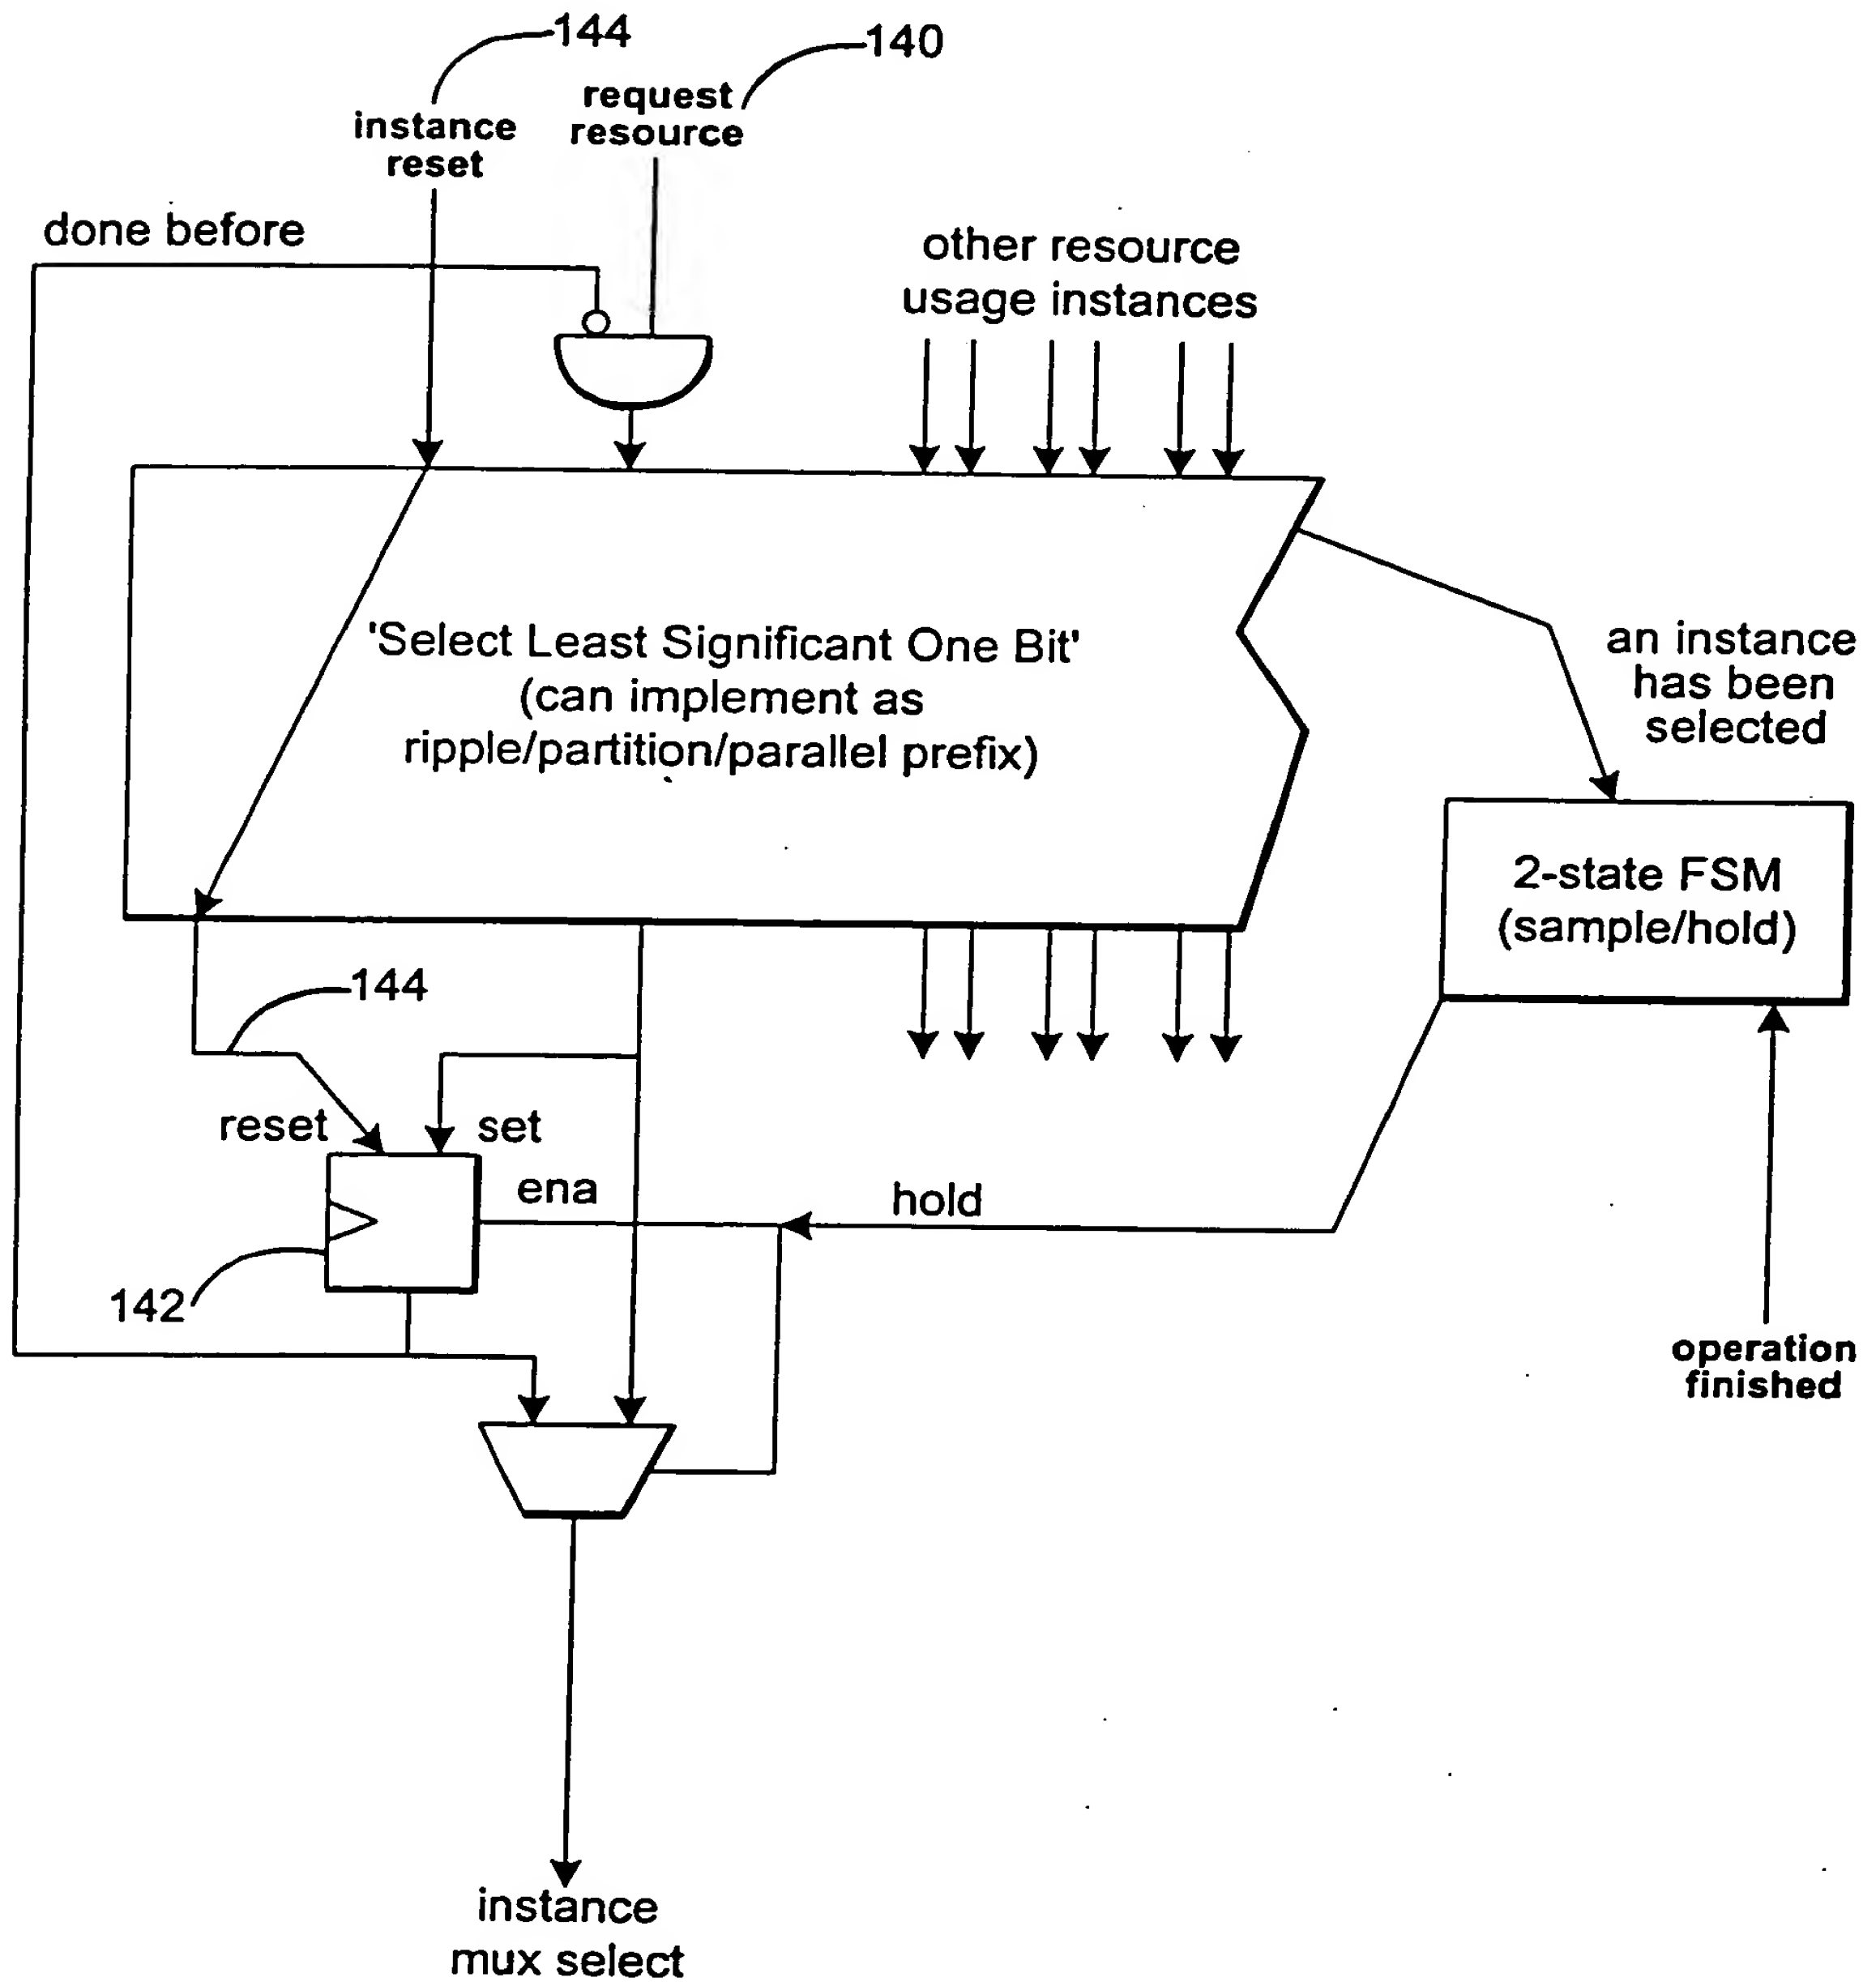 144
140
request
resource
instance
reset
done before
other resource
usage instances
'Select Least Significant One Bit'
(can implement as
ripple/partition/parallel prefix)
an instance
has been
selected
2-state FSM
(sample/hold)
144
reset
set
ena
hold
142
operation
finished
instance
mux select